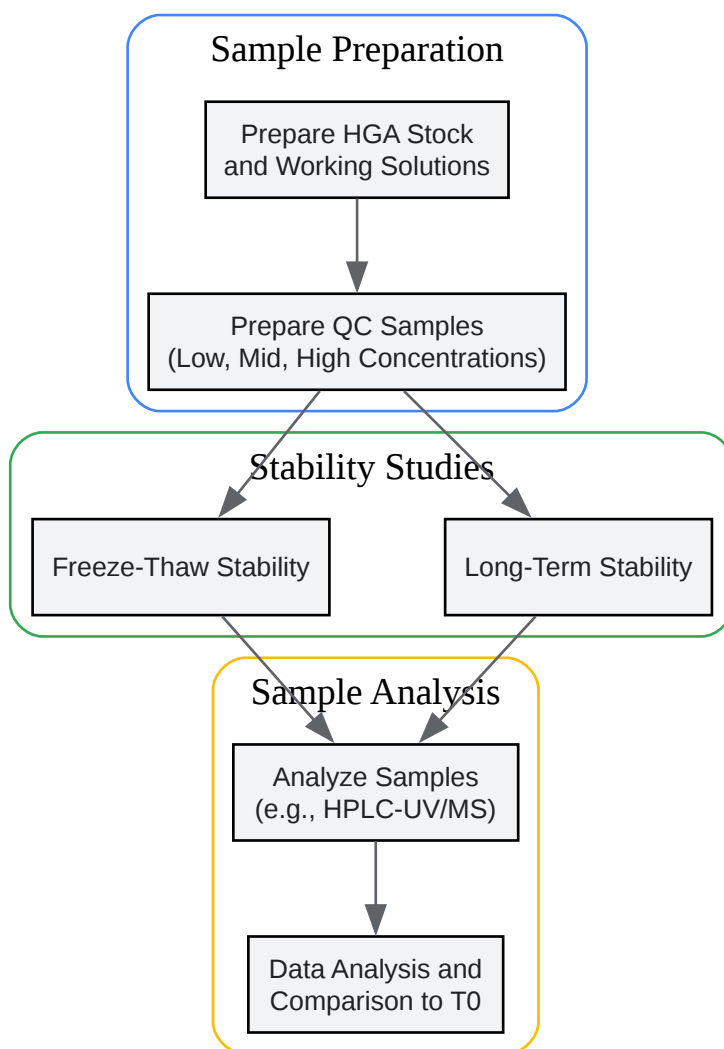 Sample Preparation
Prepare HGA Stock
and Working Solutions
Prepare QC Samples
(Low, Mid, High Concentrations)
Stability Studies
Freeze-Thaw Stability
Long-Term Stability
Sample Analysis
Analyze Samples
(e.g., HPLC-UV/MS)
Data Analysis and
Comparison to T0